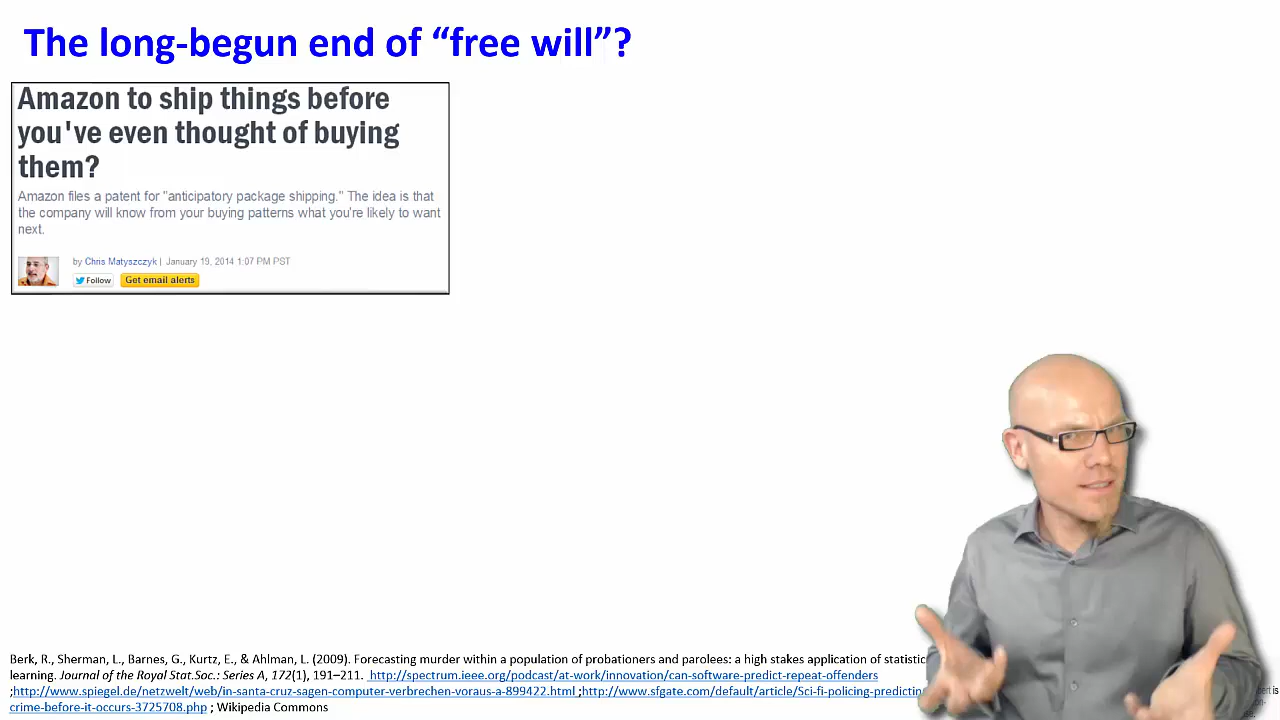 The long-begun end of “free will”?
Amazon to ship things before
you've even thought of buying
them?
Amazon files a patent for "anticipatory package shipping." The idea is that
the company will know from your buying patterns what you're likely to want
next.
by Chris Matyszczyk | January 19, 2014 1:07 PM PST
Follow
Get email alerts
Berk, R., Sherman, L., Barnes, G., Kurtz, E., & Ahlman, L. (2009). Forecasting murder within a population of probationers and parolees: a high stakes application of statistic
learning. Journal of the Royal Stat.Soc.: Series A, 172(1), 191–211. http://spectrum.ieee.org/podcast/at-work/innovation/can-software-predict-repeat-offenders
;http://www.spiegel.de/netzwelt/web/in-santa-cruz-sagen-computer-verbrechen-voraus-a-899422.html ;http://www.sfgate.com/default/article/Sci-fi-policing-predicting
crime-before-it-occurs-3725708.php ; Wikipedia Commons